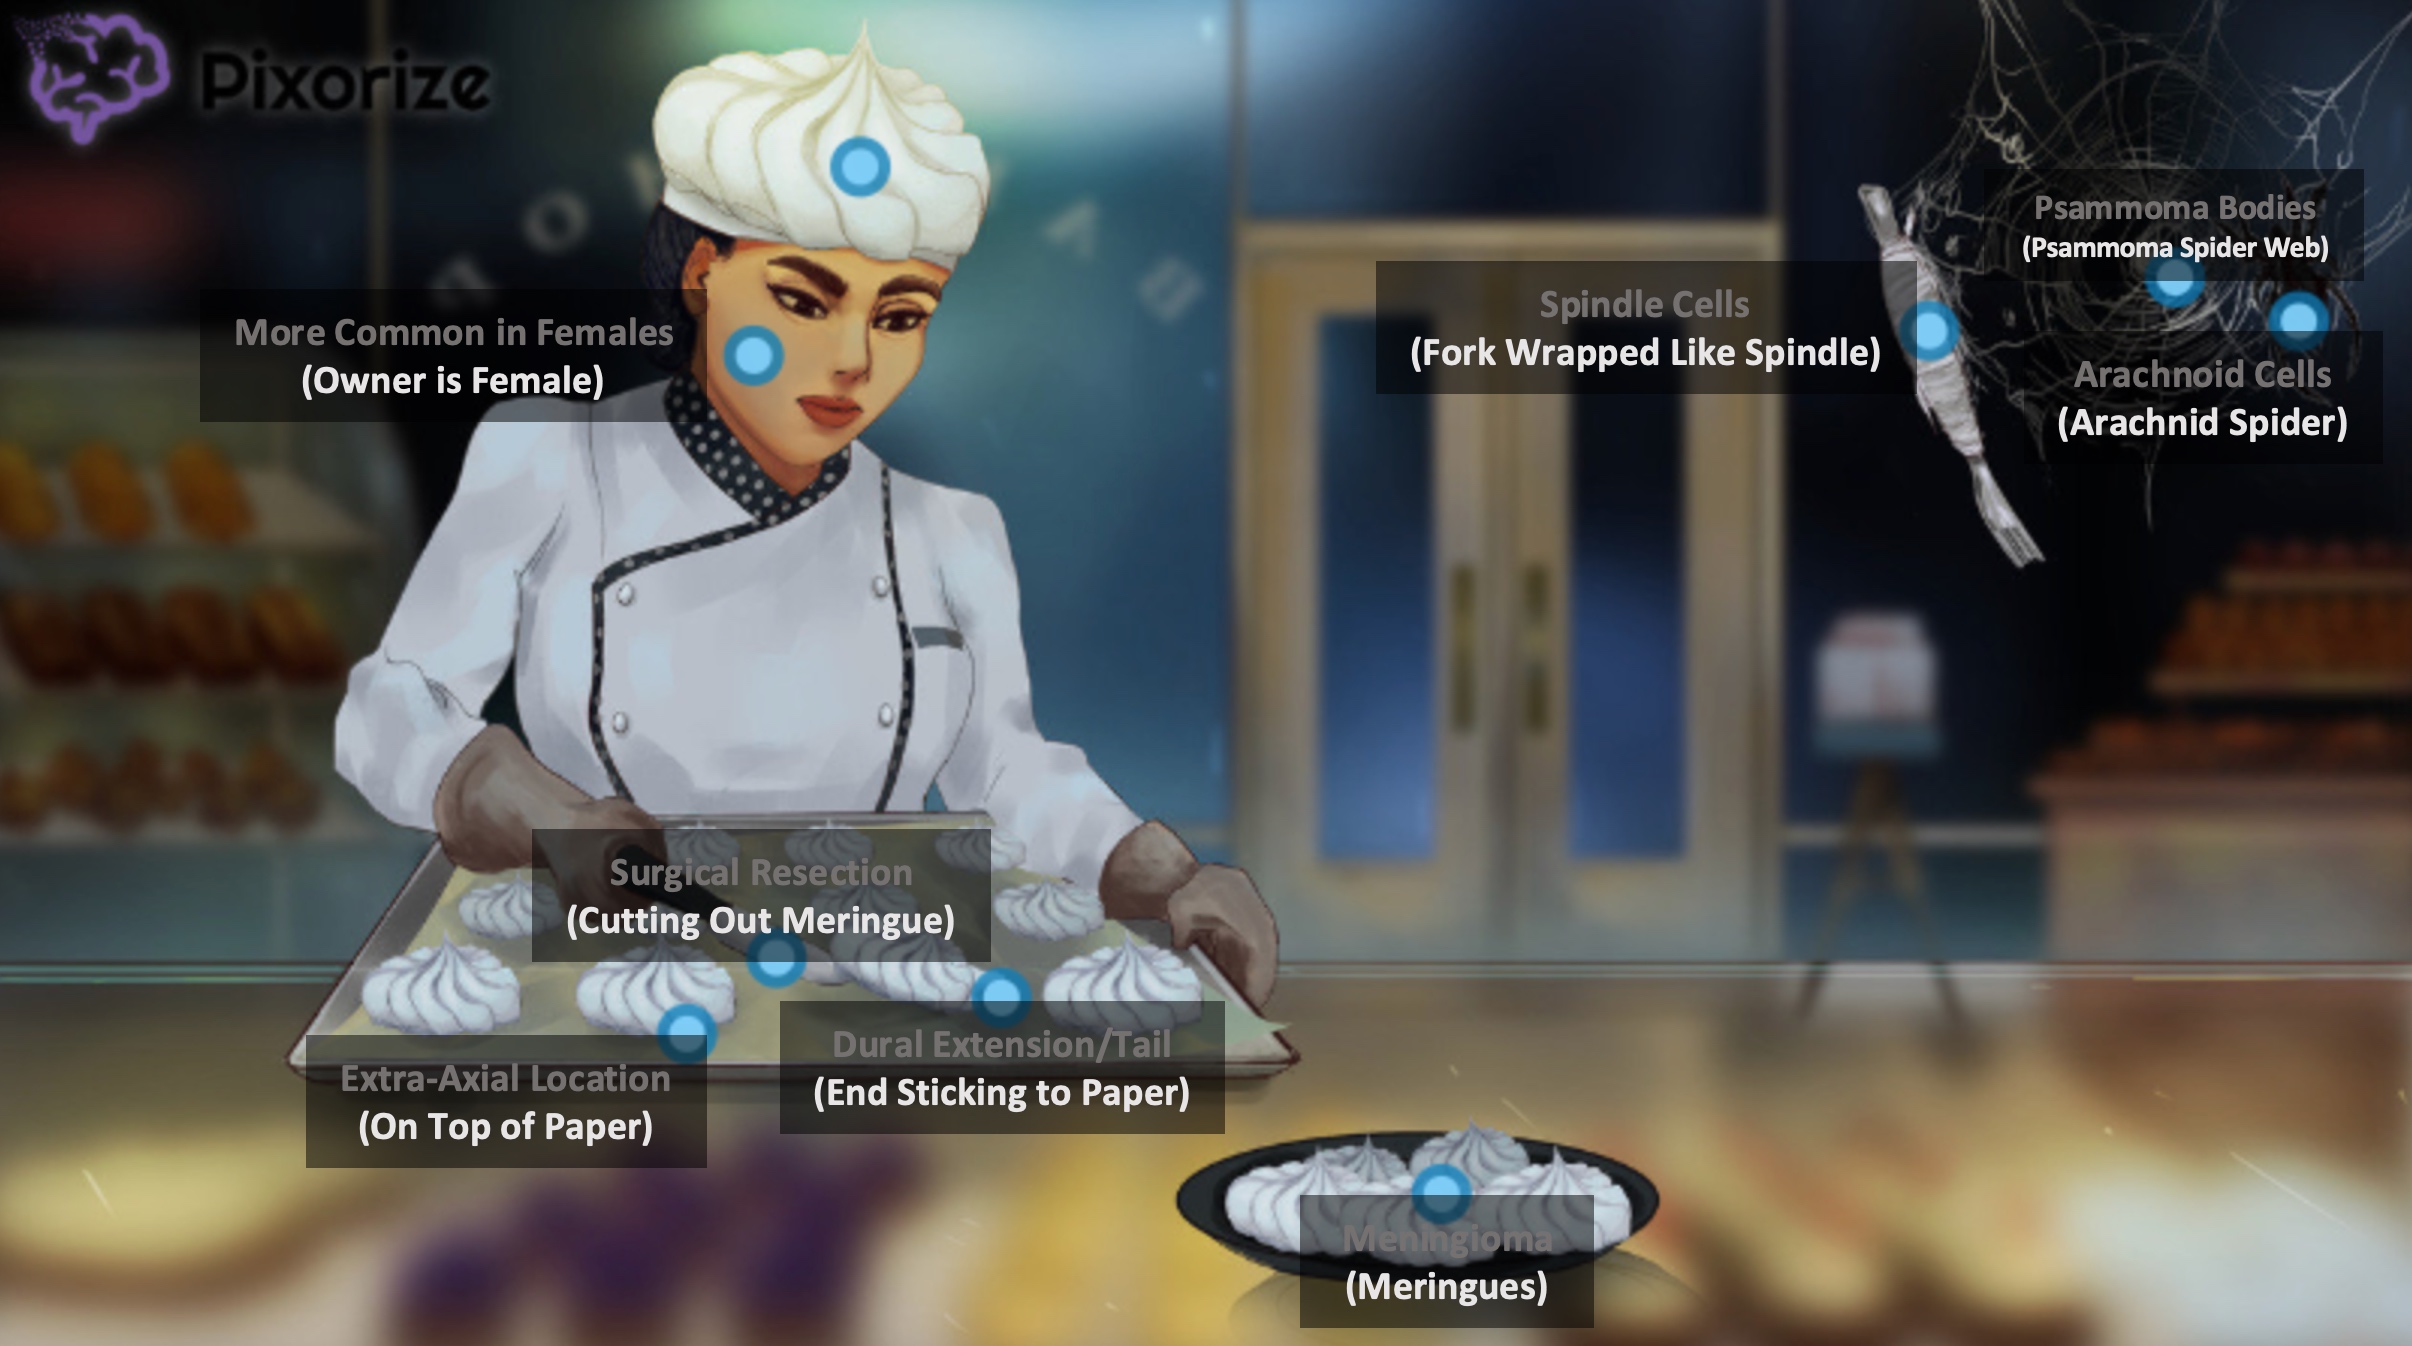 Pixorize
Psammoma Bodies
(Psammoma Spider Web)
Spindle Cells
(Fork Wrapped Like Spindle)
More Common in Females
(Owner is Female)
Arachnoid Cells
(Arachnid Spider)
Surgical Resection
(Cutting Out Meringue)
Dural Extension/Tail
(End Sticking to Paper)
Extra-Axial Location
(On Top of Paper)
Meningioma
(Meringues)